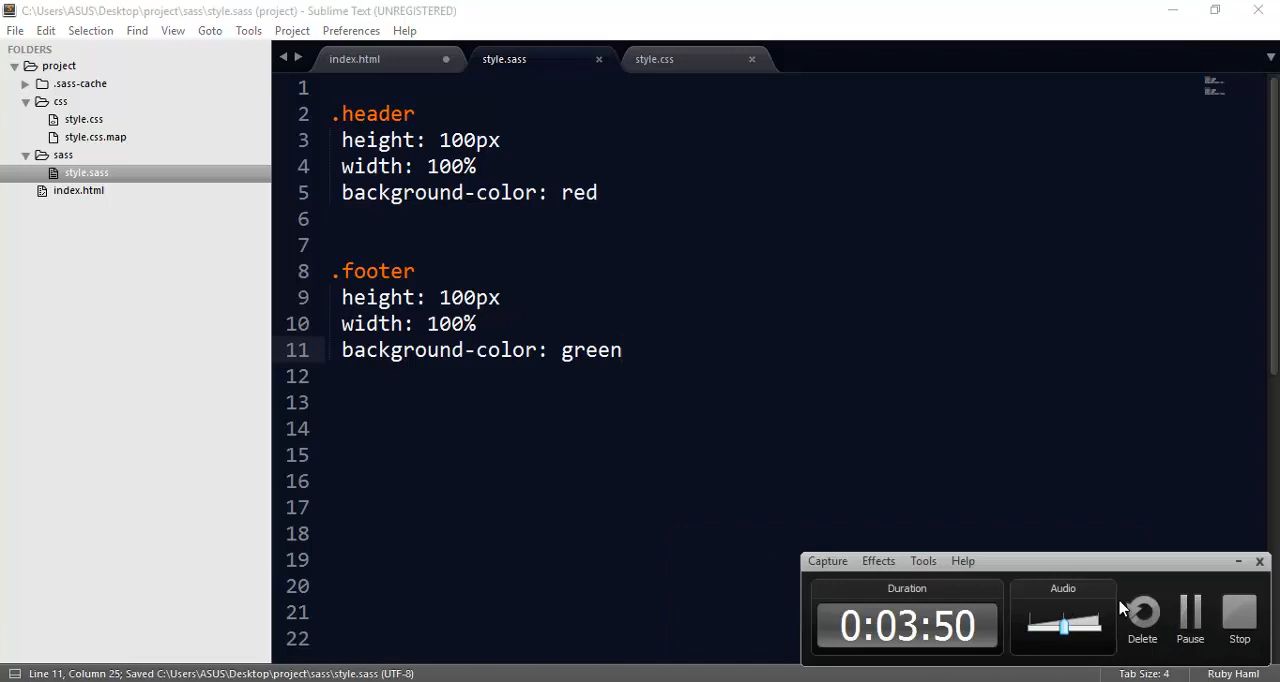 C:\Users\ASUS\Desktop\project\sass\style.sass (project) - Sublime Text (UNREGISTERED)
File Edit Selection Find View Goto Tools Project Preferences Help
FOLDERS
project
.sass-cache
css
style.css
style.css.map
sass
style.sass
index.html
index.html style.sass style.css
1
2 .header
3 height: 100px
4 width: 100%
5 background-color: red
6
7
8 .footer
9 height: 100px
10 width: 100%
11 background-color: green
12
13
14
15
16
17
18
19
20
21
22
Capture Effects Tools Help
Duration
0:03:50
Audio
Delete Pause Stop
Line 11, Column 25; Saved C:\Users\ASUS\Desktop\project\sass\style.sass (UTF-8)
Tab Size: 4 Ruby Haml